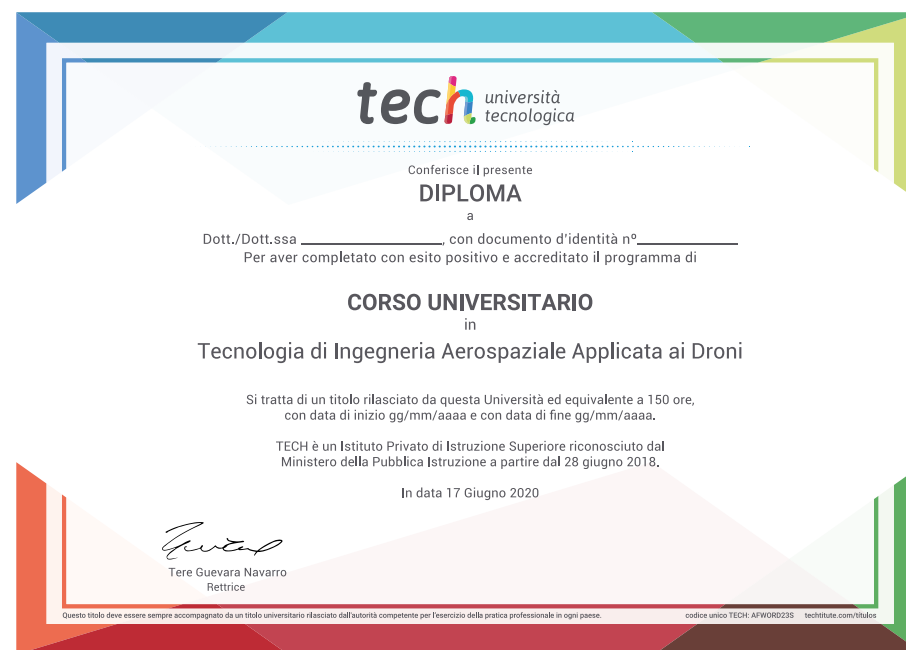 tech università
tecnologica
Conferisce il presente
DIPLOMA
a
Dott./Dott.ssa _________________, con documento d'identità nº____________
Per aver completato con esito positivo e accreditato il programma di
CORSO UNIVERSITARIO
in
Tecnologia di Ingegneria Aerospaziale Applicata ai Droni
Si tratta di un titolo rilasciato da questa Università ed equivalente a 150 ore,
con data di inizio gg/mm/aaaa e con data di fine gg/mm/aaaa.
TECH è un Istituto Privato di Istruzione Superiore riconosciuto dal
Ministero della Pubblica Istruzione a partire dal 28 giugno 2018.
In data 17 Giugno 2020
Tere Guevara Navarro
Rettrice
Questo titolo deve essere sempre accompagnato da un titolo universitario rilasciato dall'autorità competente per l'esercizio della pratica professionale in ogni paese. codice unico TECH: AFWORD23S techtitute.com/titulos